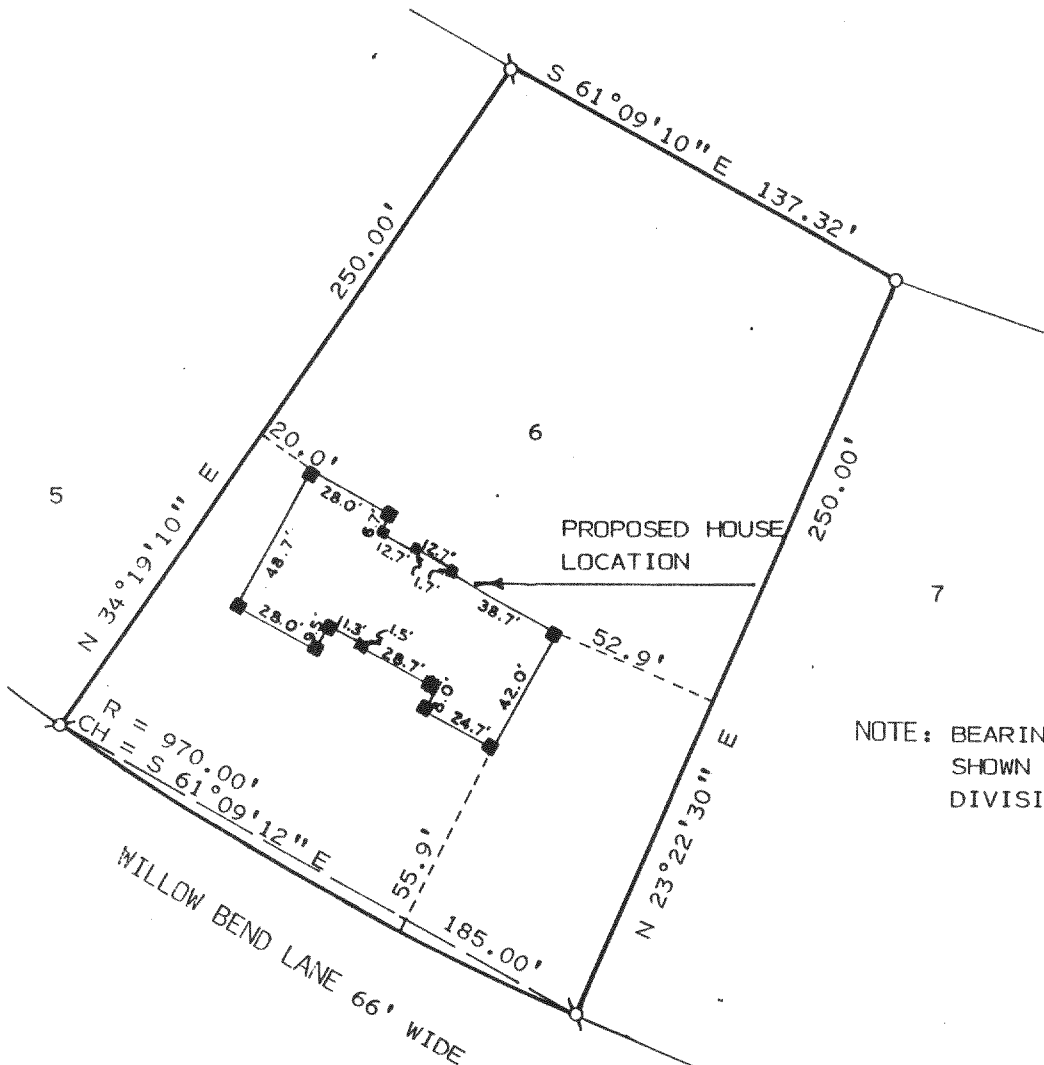 S 61°09'10" E 137.32'
250.00'
N 34°19'10" E
5
6
7
20.0'
28.0'
6.7'
12.7'
12.7'
1.7'
38.7'
48.7'
28.0'
9.5'
11.3'
1.5'
28.7'
24.7'
42.0'
52.9'
55.9'
PROPOSED HOUSE
LOCATION
250.00'
N 23°22'30" E
NOTE: BEARIN
SHOWN
DIVISI
R = 970.00'
CH = S 61°09'12" E 185.00'
WILLOW BEND LANE 66' WIDE